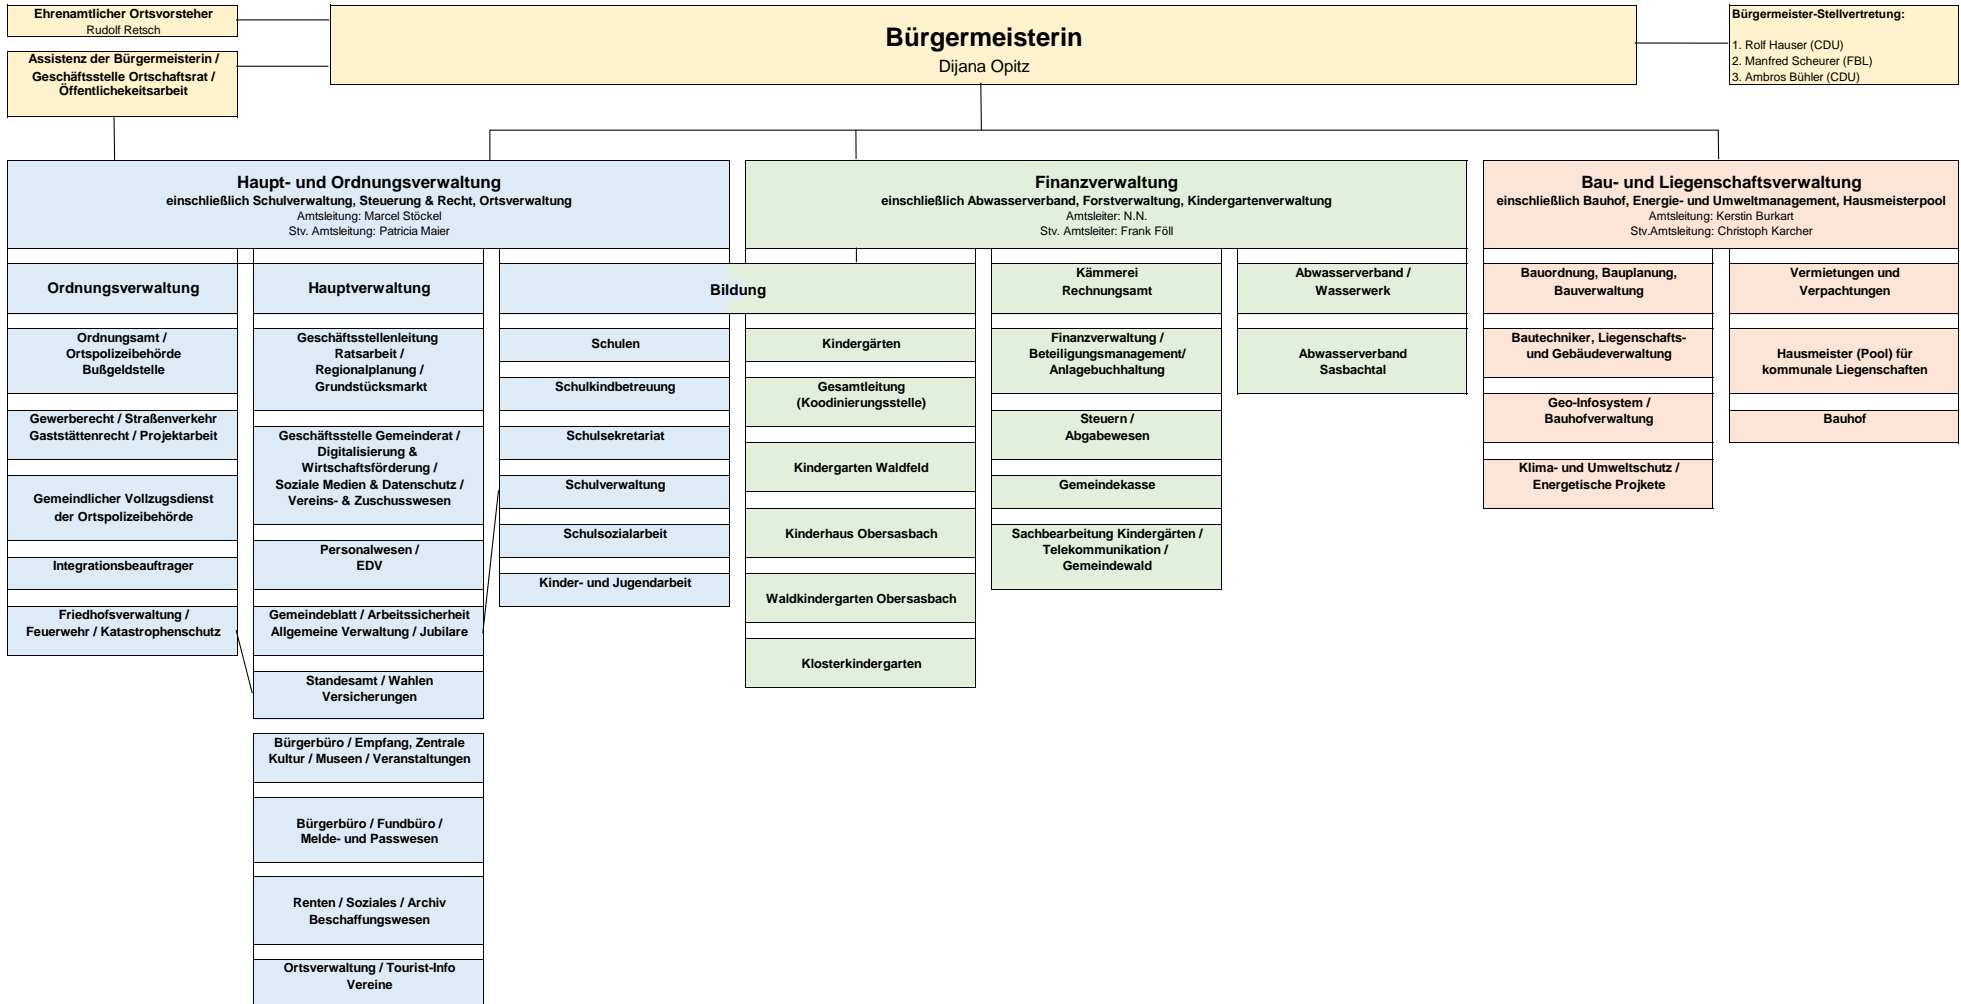 Ehrenamtlicher Ortsvorsteher
Rudolf Retsch
Assistenz der Bürgermeisterin /
Geschäftsstelle Ortschaftsrat /
Öffentlichekeitsarbeit
Bürgermeisterin
Dijana Opitz
Bürgermeister-Stellvertretung:
1. Rolf Hauser (CDU)
2. Manfred Scheurer (FBL)
3. Ambros Bühler (CDU)
Haupt- und Ordnungsverwaltung
einschließlich Schulverwaltung, Steuerung & Recht, Ortsverwaltung
Amtsleitung: Marcel Stöckel
Stv. Amtsleitung: Patricia Maier
Finanzverwaltung
einschließlich Abwasserverband, Forstverwaltung, Kindergartenverwaltung
Amtsleiter: N.N.
Stv. Amtsleiter: Frank Föll
Bau- und Liegenschaftsverwaltung
einschließlich Bauhof, Energie- und Umweltmanagement, Hausmeisterpool
Amtsleitung: Kerstin Burkart
Stv.Amtsleitung: Christoph Karcher
Ordnungsverwaltung
Ordnungsamt /
Ortspolizeibehörde
Bußgeldstelle
Gewerberecht / Straßenverkehr
Gaststättenrecht / Projektarbeit
Gemeindlicher Vollzugsdienst
der Ortspolizeibehörde
Integrationsbeauftrager
Friedhofsverwaltung /
Feuerwehr / Katastrophenschutz
Hauptverwaltung
Geschäftsstellenleitung
Ratsarbeit /
Regionalplanung /
Grundstücksmarkt
Geschäftsstelle Gemeinderat /
Digitalisierung &
Wirtschaftsförderung /
Soziale Medien & Datenschutz /
Vereins- & Zuschusswesen
Personalwesen /
EDV
Gemeindeblatt / Arbeitssicherheit
Allgemeine Verwaltung / Jubilare
Standesamt / Wahlen
Versicherungen
Bürgerbüro / Empfang, Zentrale
Kultur / Museen / Veranstaltungen
Bürgerbüro / Fundbüro /
Melde- und Passwesen
Renten / Soziales / Archiv
Beschaffungswesen
Ortsverwaltung / Tourist-Info
Vereine
Bildung
Schulen
Schulkindbetreuung
Schulsekretariat
Schulverwaltung
Schulsozialarbeit
Kinder- und Jugendarbeit
Kindergärten
Gesamtleitung
(Koodinierungsstelle)
Kindergarten Waldfeld
Kinderhaus Obersasbach
Waldkindergarten Obersasbach
Klosterkindergarten
Kämmerei
Rechnungsamt
Finanzverwaltung /
Beteiligungsmanagement/
Anlagebuchhaltung
Steuern /
Abgabewesen
Gemeindekasse
Sachbearbeitung Kindergärten /
Telekommunikation /
Gemeindewald
Abwasserverband /
Wasserwerk
Abwasserverband
Sasbachtal
Bauordnung, Bauplanung,
Bauverwaltung
Bautechniker, Liegenschafts-
und Gebäudeverwaltung
Geo-Infosystem /
Bauhofverwaltung
Klima- und Umweltschutz /
Energetische Projkete
Vermietungen und
Verpachtungen
Hausmeister (Pool) für
kommunale Liegenschaften
Bauhof